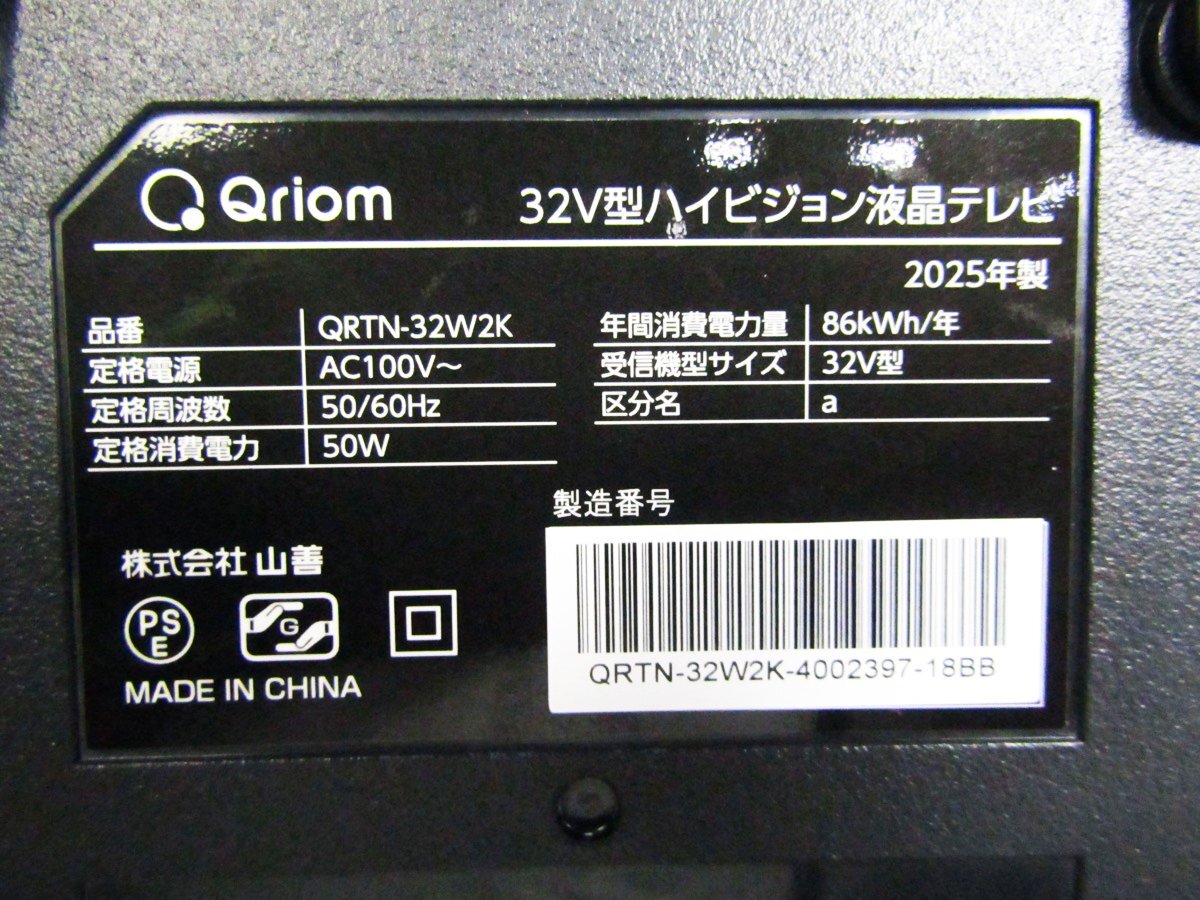 Qriom 32V型ハイビジョン液晶テレビ
2025年製
品番 QRTN-32W2K
定格電源 AC100V～
定格周波数 50/60Hz
定格消費電力 50W
年間消費電力量 86kWh/年
受信機型サイズ 32V型
区分名 a
製造番号
QRTN-32W2K-4002397-18BB
株式会社 山善
PSE
G
MADE IN CHINA